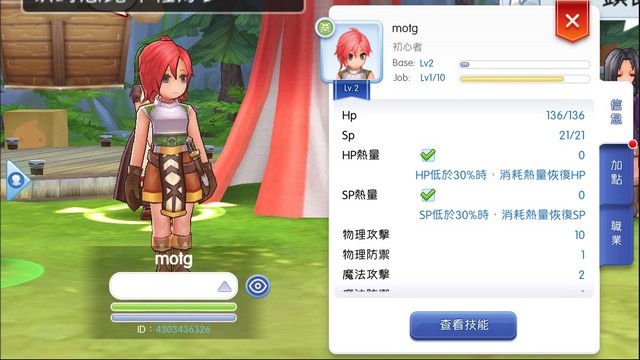 motg
初心者
Base: Lv2
Job: Lv1/10
Lv.2
Hp 136/136
Sp 21/21
HP熱量 0
HP低於30%時，消耗熱量恢復HP
SP熱量 0
SP低於30%時，消耗熱量恢復SP
物理攻擊 10
物理防禦 1
魔法攻擊 2
查看技能
信息
加點
職業
motg
ID：4303436326